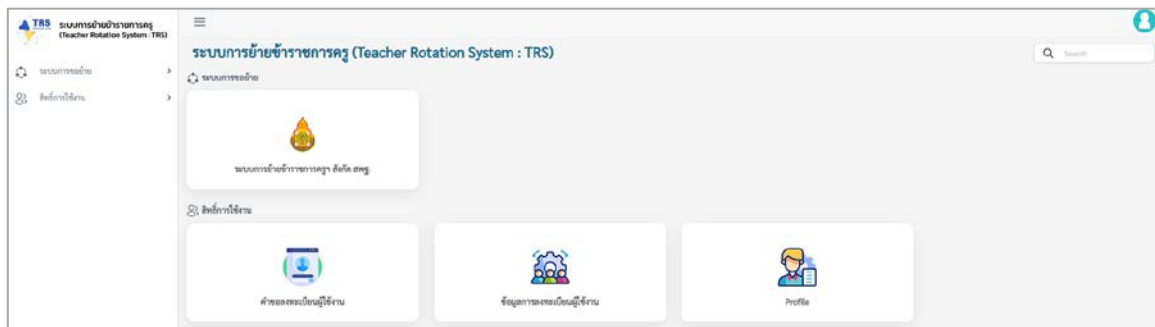 TRS ระบบการย้ายข้าราชการครู
(Teacher Rotation System : TRS)
ระบบการขอย้าย
สิทธิ์การใช้งาน
ระบบการย้ายข้าราชการครู (Teacher Rotation System : TRS)
Search
ระบบการขอย้าย
ระบบการย้ายข้าราชการครูฯ สังกัด สพฐ.
สิทธิ์การใช้งาน
คำขอลงทะเบียนผู้ใช้งาน
ข้อมูลการลงทะเบียนผู้ใช้งาน
Profile